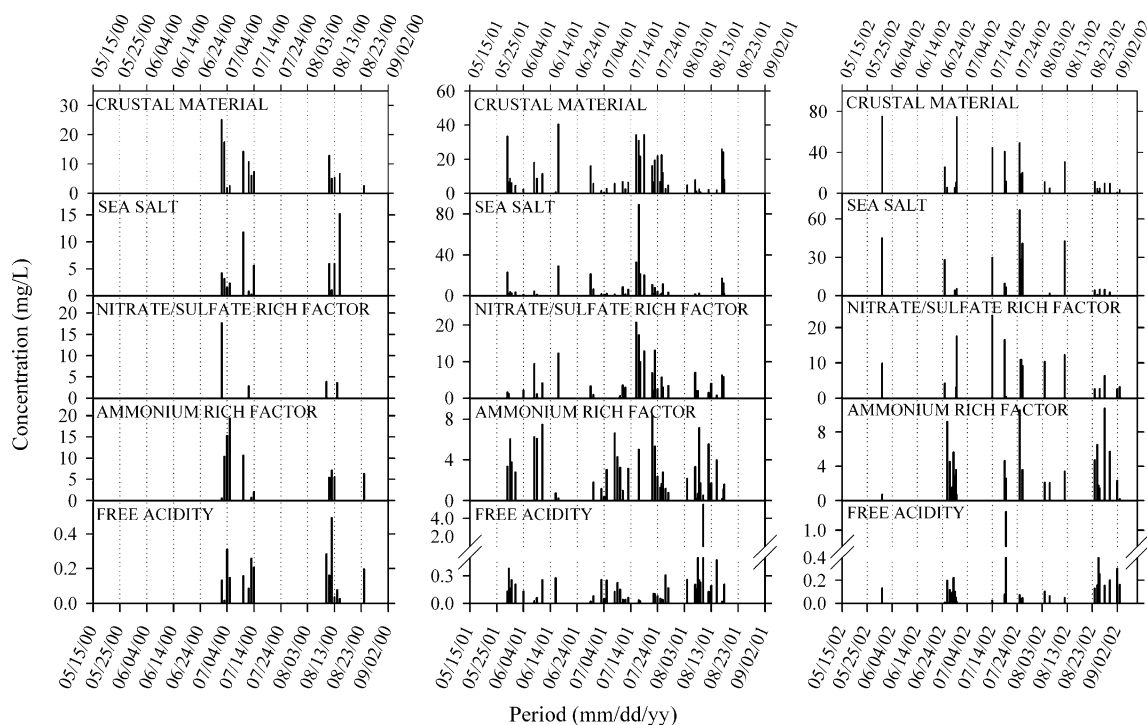 05/15/00 05/25/00 06/04/00 06/14/00 06/24/00 07/04/00 07/14/00 07/24/00 08/03/00 08/13/00 08/23/00 09/02/00
05/15/01 05/25/01 06/04/01 06/14/01 06/24/01 07/04/01 07/14/01 07/24/01 08/03/01 08/13/01 08/23/01 09/02/01
05/15/02 05/25/02 06/04/02 06/14/02 06/24/02 07/04/02 07/14/02 07/24/02 08/03/02 08/13/02 08/23/02 09/02/02
Concentration (mg/L)
CRUSTAL MATERIAL
30
20
10
0
SEA SALT
15
10
5
0
NITRATE/SULFATE RICH FACTOR
20
15
10
5
0
AMMONIUM RICH FACTOR
20
15
10
5
0
FREE ACIDITY
0.4
0.2
0.0
60
CRUSTAL MATERIAL
40
20
0
SEA SALT
80
40
0
NITRATE/SULFATE RICH FACTOR
20
10
0
AMMONIUM RICH FACTOR
8
4
0
FREE ACIDITY
4.0
2.0
0.3
0.0
CRUSTAL MATERIAL
80
40
0
SEA SALT
60
30
0
NITRATE/SULFATE RICH FACTOR
20
10
0
AMMONIUM RICH FACTOR
8
4
0
FREE ACIDITY
1.0
0.4
0.2
0.0
05/15/00 05/25/00 06/04/00 06/14/00 06/24/00 07/04/00 07/14/00 07/24/00 08/03/00 08/13/00 08/23/00 09/02/00
05/15/01 05/25/01 06/04/01 06/14/01 06/24/01 07/04/01 07/14/01 07/24/01 08/03/01 08/13/01 08/23/01 09/02/01
05/15/02 05/25/02 06/04/02 06/14/02 06/24/02 07/04/02 07/14/02 07/24/02 08/03/02 08/13/02 08/23/02 09/02/02
Period (mm/dd/yy)